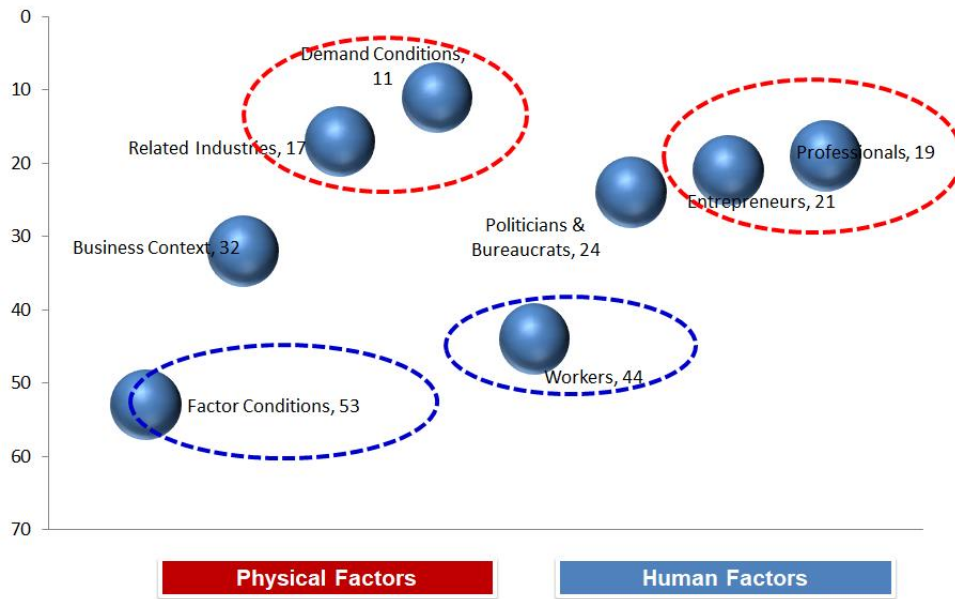 0
10
20
30
40
50
60
70
Demand Conditions,
11
Related Industries, 17
Professionals, 19
Entrepreneurs, 21
Politicians &
Bureaucrats, 24
Business Context, 32
Workers, 44
Factor Conditions, 53
Physical Factors
Human Factors